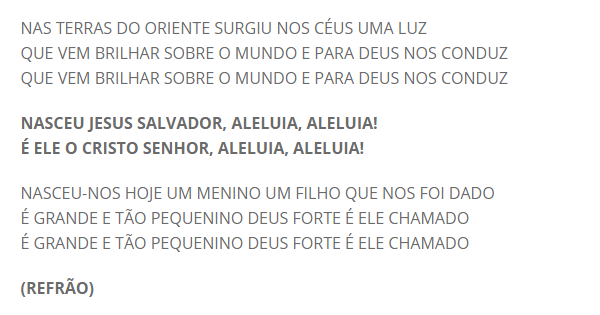 NAS TERRAS DO ORIENTE SURGIU NOS CÉUS UMA LUZ
QUE VEM BRILHAR SOBRE O MUNDO E PARA DEUS NOS CONDUZ
QUE VEM BRILHAR SOBRE O MUNDO E PARA DEUS NOS CONDUZ
NASCEU JESUS SALVADOR, ALELUIA, ALELUIA!
É ELE O CRISTO SENHOR, ALELUIA, ALELUIA!
NASCEU-NOS HOJE UM MENINO UM FILHO QUE NOS FOI DADO
É GRANDE E TÃO PEQUENINO DEUS FORTE É ELE CHAMADO
É GRANDE E TÃO PEQUENINO DEUS FORTE É ELE CHAMADO
(REFRÃO)